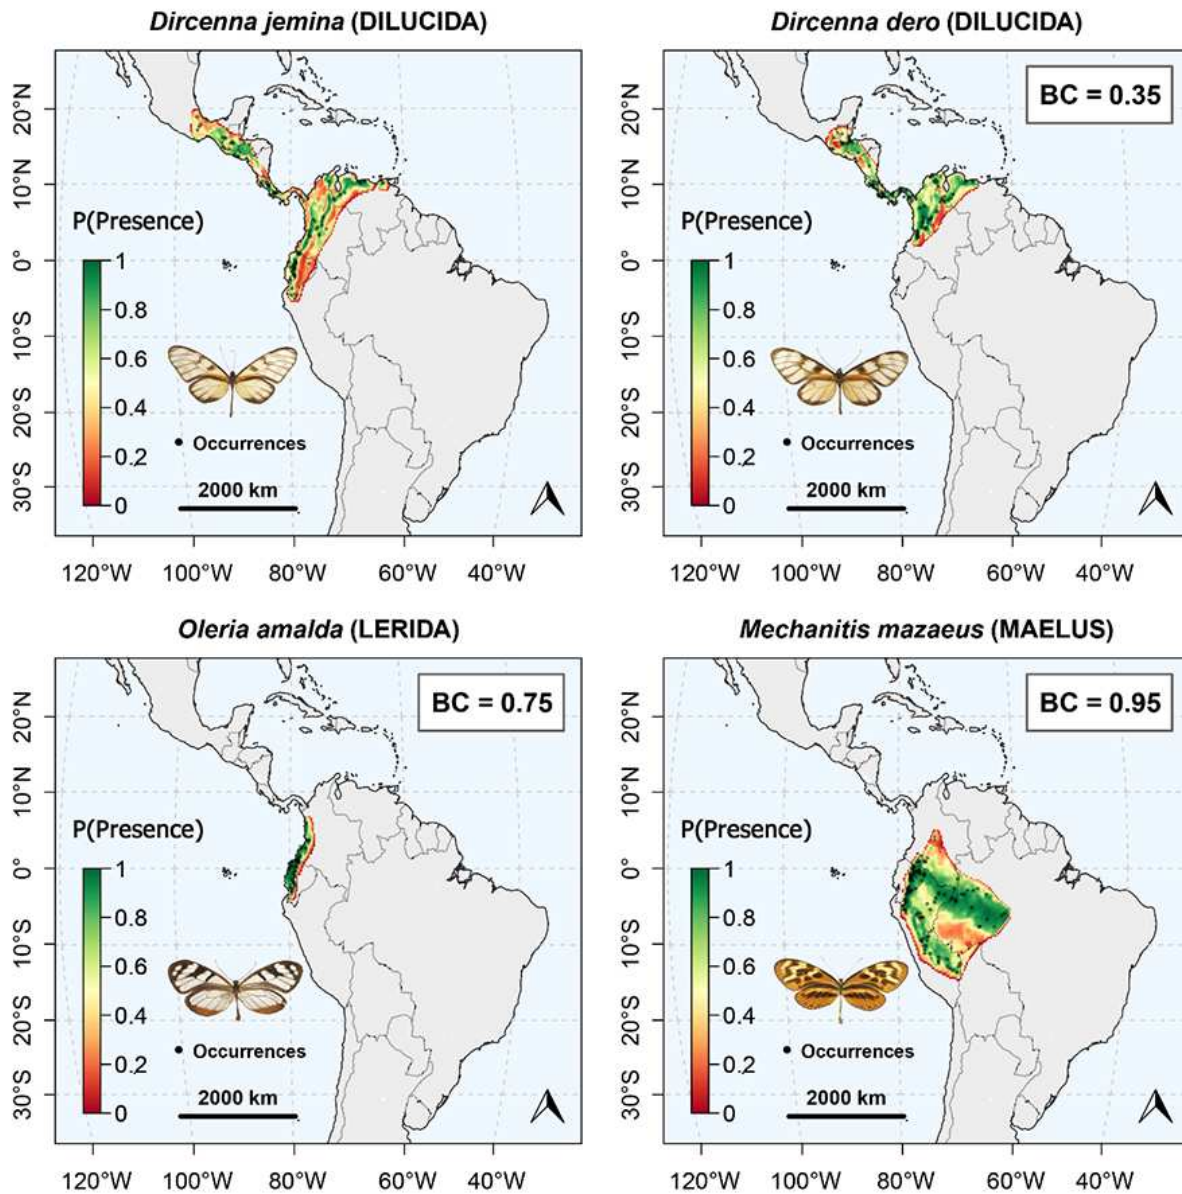 Dircenna jemina (DILUCIDA)
20°N
10°N
0°
10°S
20°S
30°S
P(Presence)
1
0.8
0.6
0.4
0.2
0
Occurrences
2000 km
120°W 100°W 80°W 60°W 40°W
Dircenna dero (DILUCIDA)
BC = 0.35
20°N
10°N
0°
10°S
20°S
30°S
P(Presence)
1
0.8
0.6
0.4
0.2
0
Occurrences
2000 km
120°W 100°W 80°W 60°W 40°W
Oleria amalda (LERIDA)
BC = 0.75
20°N
10°N
0°
10°S
20°S
30°S
P(Presence)
1
0.8
0.6
0.4
0.2
0
Occurrences
2000 km
120°W 100°W 80°W 60°W 40°W
Mechanitis mazaeus (MAELUS)
BC = 0.95
20°N
10°N
0°
10°S
20°S
30°S
P(Presence)
1
0.8
0.6
0.4
0.2
0
Occurrences
2000 km
120°W 100°W 80°W 60°W 40°W